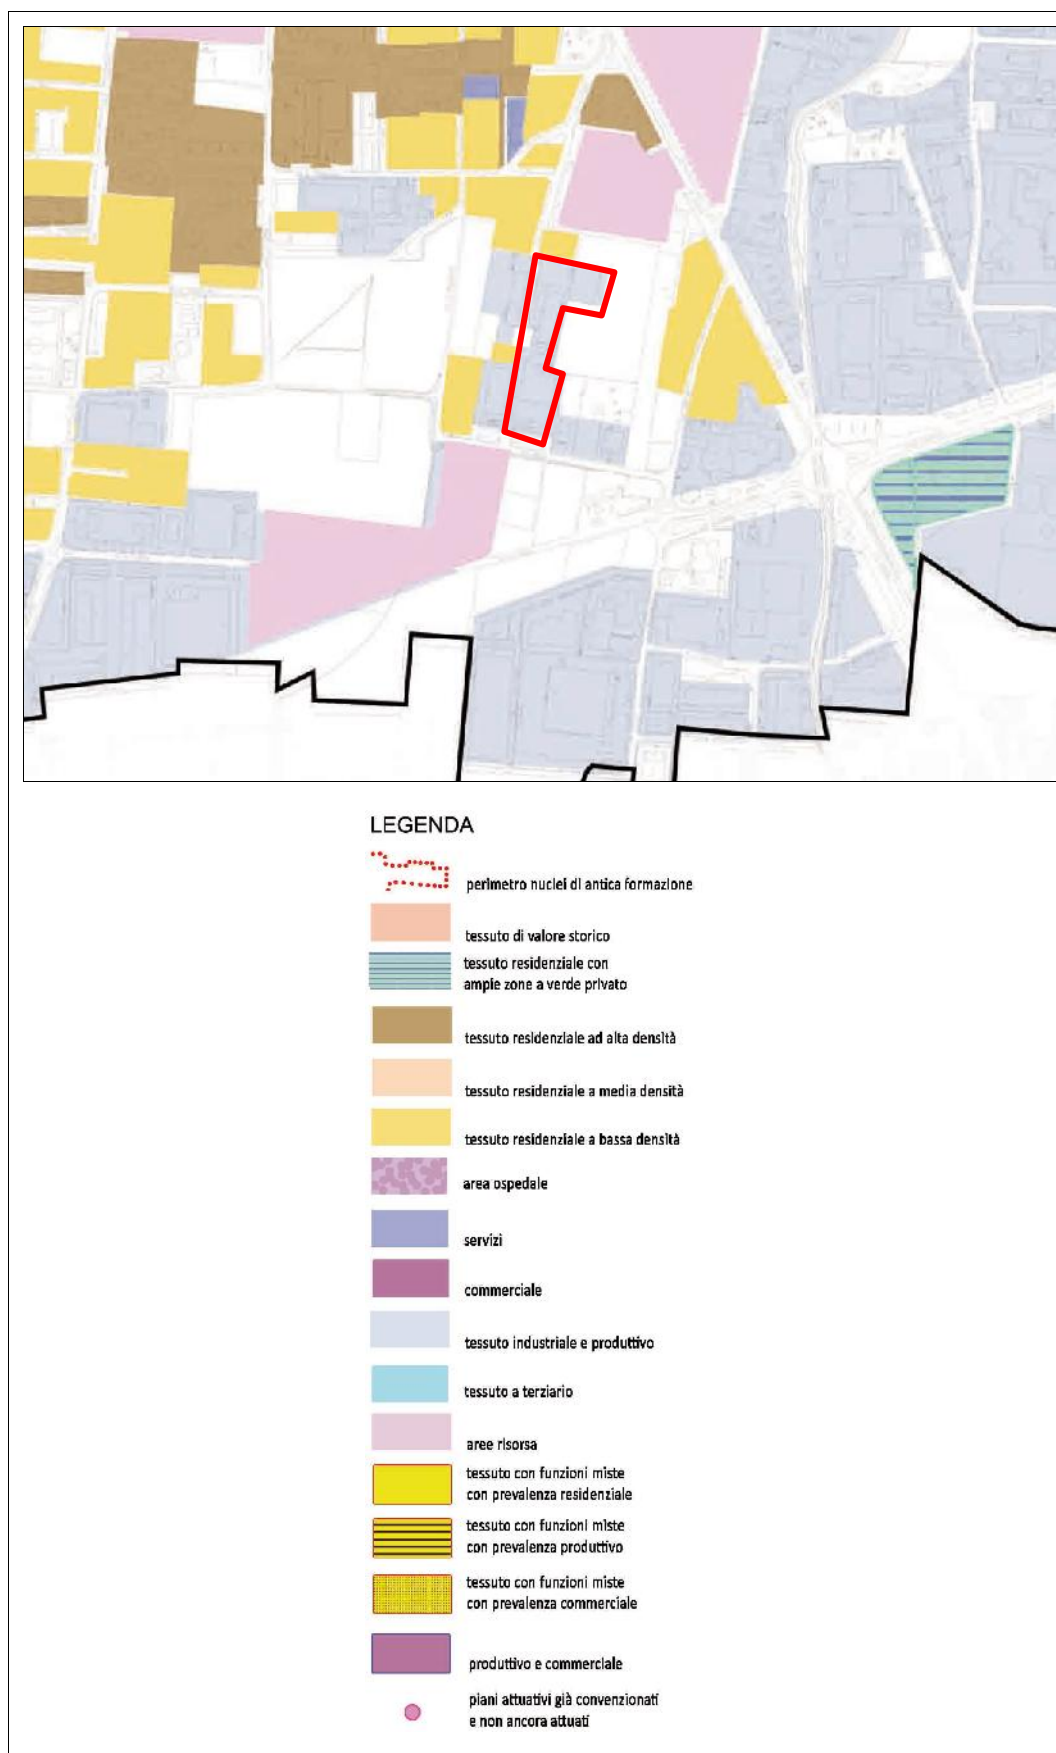 LEGENDA
perimetro nuclei di antica formazione
tessuto di valore storico
tessuto residenziale con
ampie zone a verde privato
tessuto residenziale ad alta densità
tessuto residenziale a media densità
tessuto residenziale a bassa densità
area ospedale
servizi
commerciale
tessuto industriale e produttivo
tessuto a terziario
aree risorsa
tessuto con funzioni miste
con prevalenza residenziale
tessuto con funzioni miste
con prevalenza produttivo
tessuto con funzioni miste
con prevalenza commerciale
produttivo e commerciale
piani attuativi già convenzionati
e non ancora attuati